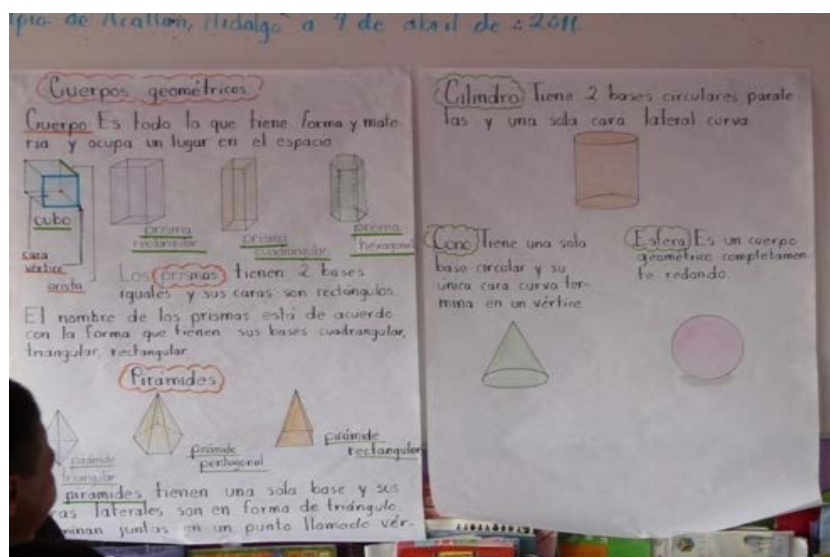 de Acatlán, Hidalgo a 4 de abril de 2011
Cuerpos geométricos
Cuerpo Es todo lo que tiene forma y mate-
ria y ocupa un lugar en el espacio
cubo
prisma
rectangular
prisma
cuadrangular
prisma
hexagonal
cara
vértice
arista
Los prismas tienen 2 bases
iguales y sus caras son rectángulos.
El nombre de los prismas está de acuerdo
con la forma que tienen sus bases cuadrangular,
triangular, rectangular
Pirámides
pirámide
triangular
pirámide
pentagonal
pirámide
rectangular
piramides tienen una sola base y sus
ras laterales son en forma de triángulo.
minan juntas en un punto llamado vér-
Cilindro Tiene 2 bases circulares parale-
las y una sola cara lateral curva
Cono Tiene una sola
base circular y su
única cara curva ter-
mina en un vértice
Esfera Es un cuerpo
geométrico completamen-
te redondo.